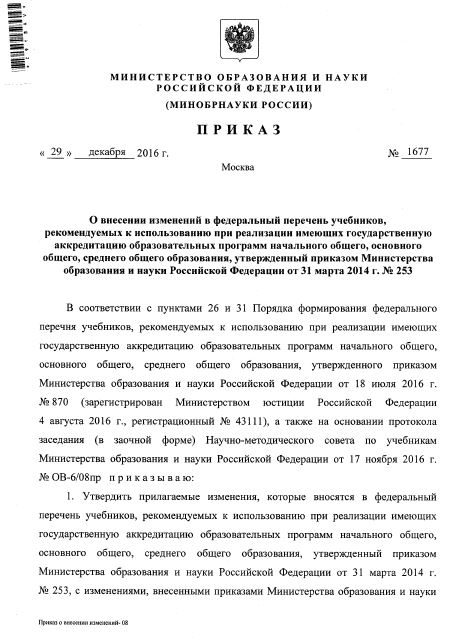 МИНИСТЕРСТВО ОБРАЗОВАНИЯ И НАУКИ
РОССИЙСКОЙ ФЕДЕРАЦИИ
(МИНОБРНАУКИ РОССИИ)
ПРИКАЗ
« 29 » декабря 2016 г. № 1677
Москва
О внесении изменений в федеральный перечень учебников,
рекомендуемых к использованию при реализации имеющих государственную
аккредитацию образовательных программ начального общего, основного
общего, среднего общего образования, утвержденный приказом Министерства
образования и науки Российской Федерации от 31 марта 2014 г. № 253
В соответствии с пунктами 26 и 31 Порядка формирования федерального
перечня учебников, рекомендуемых к использованию при реализации имеющих
государственную аккредитацию образовательных программ начального общего,
основного общего, среднего общего образования, утвержденного приказом
Министерства образования и науки Российской Федерации от 18 июля 2016 г.
№ 870 (зарегистрирован Министерством юстиции Российской Федерации
4 августа 2016 г., регистрационный № 43111), а также на основании протокола
заседания (в заочной форме) Научно-методического совета по учебникам
Министерства образования и науки Российской Федерации от 17 ноября 2016 г.
№ ОВ-6/08пр приказываю:
1. Утвердить прилагаемые изменения, которые вносятся в федеральный
перечень учебников, рекомендуемых к использованию при реализации имеющих
государственную аккредитацию образовательных программ начального общего,
основного общего, среднего общего образования, утвержденный приказом
Министерства образования и науки Российской Федерации от 31 марта 2014 г.
№ 253, с изменениями, внесенными приказами Министерства образования и науки
Приказ о внесении изменений- 08